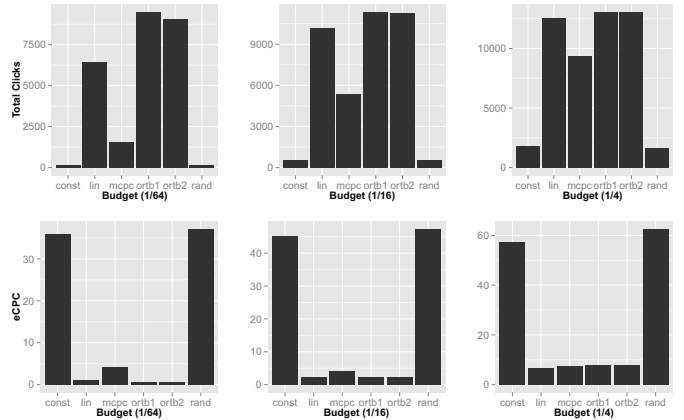 Total Clicks
7500
5000
2500
0
const lin mcpc ortb1 ortb2 rand
Budget (1/64)
9000
6000
3000
0
const lin mcpc ortb1 ortb2 rand
Budget (1/16)
10000
5000
0
const lin mcpc ortb1 ortb2 rand
Budget (1/4)
eCPC
30
20
10
0
const lin mcpc ortb1 ortb2 rand
Budget (1/64)
40
30
20
10
0
const lin mcpc ortb1 ortb2 rand
Budget (1/16)
60
40
20
0
const lin mcpc ortb1 ortb2 rand
Budget (1/4)